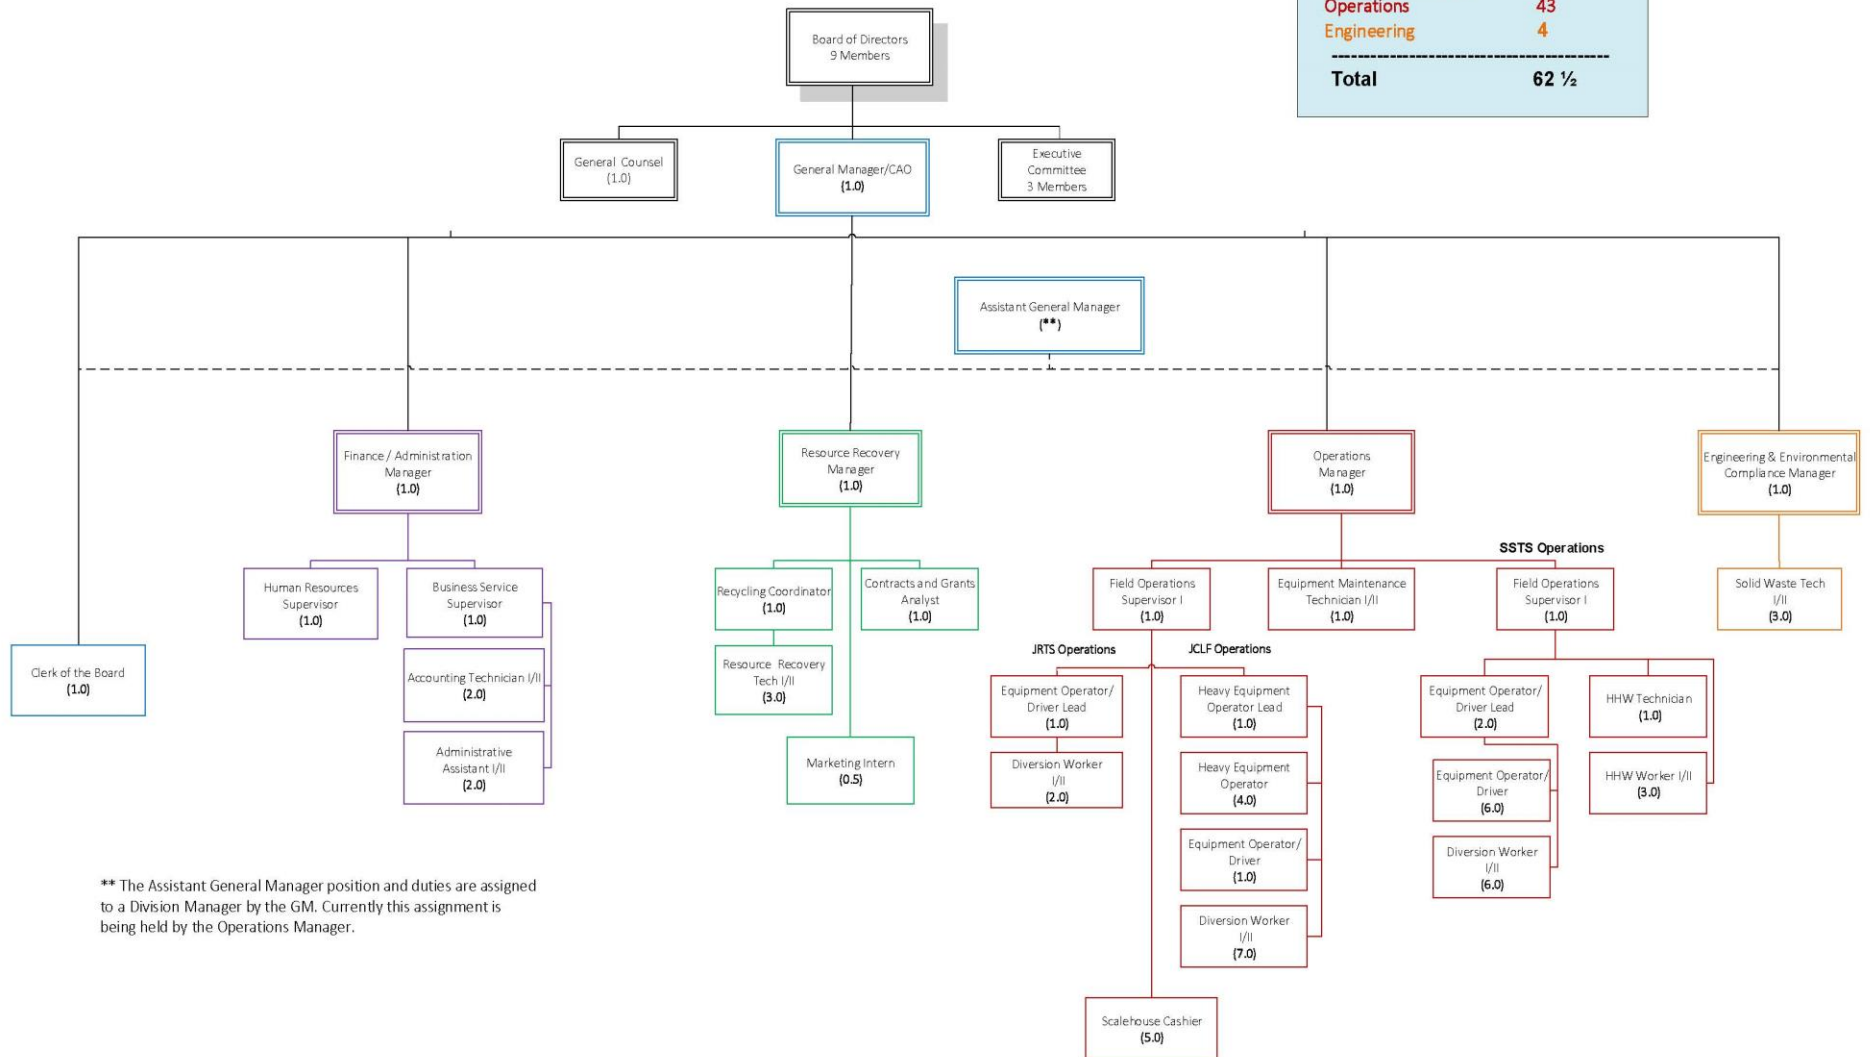 Operations 43
Engineering 4
-------------------------------------------
Total 62 ½
Board of Directors
9 Members
General Counsel
(1.0)
General Manager/CAO
(1.0)
Executive
Committee
3 Members
Assistant General Manager
(**)
Finance / Administration
Manager
(1.0)
Resource Recovery
Manager
(1.0)
Operations
Manager
(1.0)
Engineering & Environmental
Compliance Manager
(1.0)
SSTS Operations
Human Resources
Supervisor
(1.0)
Business Service
Supervisor
(1.0)
Recycling Coordinator
(1.0)
Contracts and Grants
Analyst
(1.0)
Field Operations
Supervisor I
(1.0)
Equipment Maintenance
Technician I/II
(1.0)
Field Operations
Supervisor I
(1.0)
Solid Waste Tech
I/II
(3.0)
Clerk of the Board
(1.0)
Accounting Technician I/II
(2.0)
Administrative
Assistant I/II
(2.0)
Resource Recovery
Tech I/II
(3.0)
Marketing Intern
(0.5)
JRTS Operations
JCLF Operations
Equipment Operator/
Driver Lead
(1.0)
Diversion Worker
I/II
(2.0)
Heavy Equipment
Operator Lead
(1.0)
Heavy Equipment
Operator
(4.0)
Equipment Operator/
Driver
(1.0)
Diversion Worker
I/II
(7.0)
Equipment Operator/
Driver Lead
(2.0)
Equipment Operator/
Driver
(6.0)
Diversion Worker
I/II
(6.0)
HHW Technician
(1.0)
HHW Worker I/II
(3.0)
Scalehouse Cashier
(5.0)
** The Assistant General Manager position and duties are assigned
to a Division Manager by the GM. Currently this assignment is
being held by the Operations Manager.